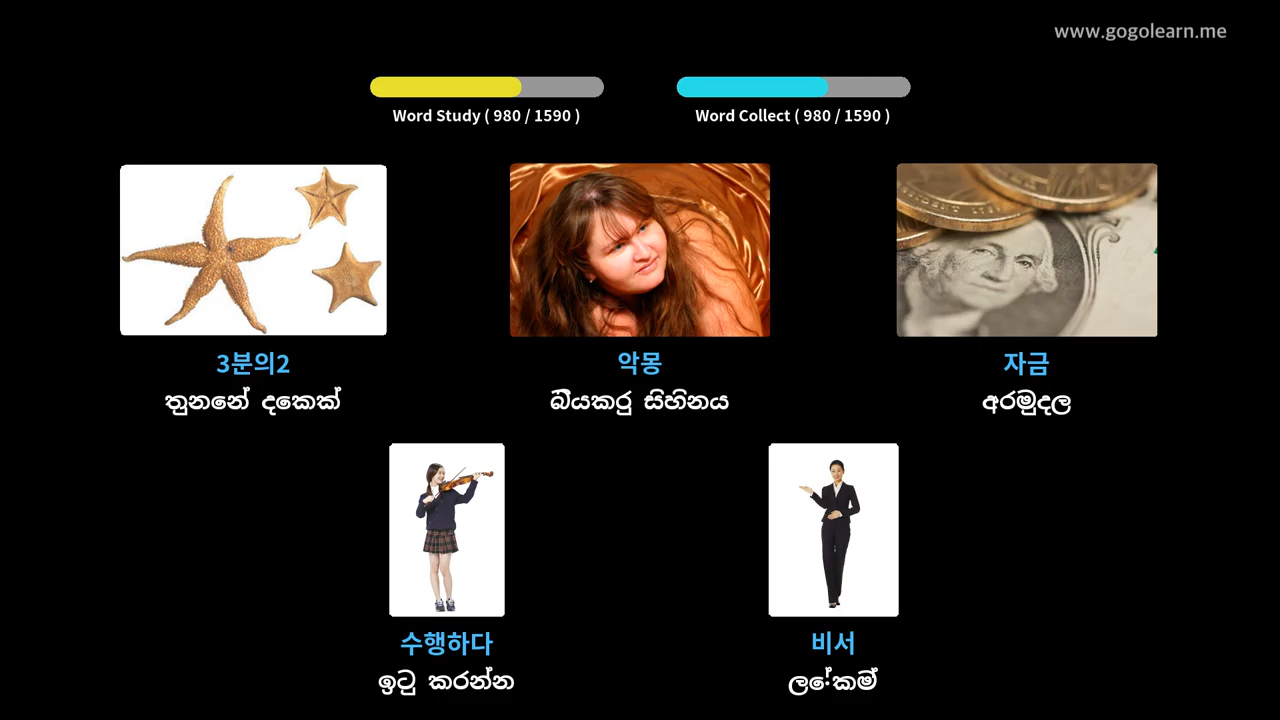 www.gogolearn.me
Word Study ( 980 / 1590 )
Word Collect ( 980 / 1590 )
3분의2
악몽
자금
තුනනේ දකෙක්
බියකරු සිහිනය
අරමුදල
수행하다
비서
ඉටු කරන්න
ලේකම්